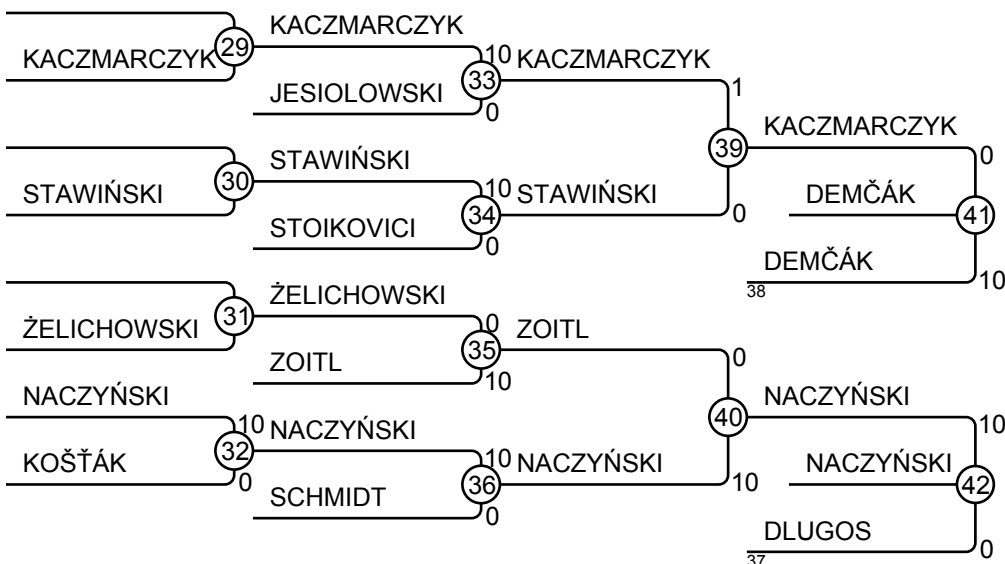 KACZMARCZYK
29
KACZMARCZYK
10
JESIOLOWSKI
0
33
KACZMARCZYK
1
STAWIŃSKI
30
STAWIŃSKI
10
STOIKOVICI
0
34
STAWIŃSKI
0
39
KACZMARCZYK
0
DEMČÁK
41
DEMČÁK
38
10
ŻELICHOWSKI
31
ŻELICHOWSKI
0
ZOITL
10
35
ZOITL
0
NACZYŃSKI
10
KOŠŤÁK
0
32
NACZYŃSKI
10
SCHMIDT
0
36
NACZYŃSKI
10
40
NACZYŃSKI
10
NACZYŃSKI
42
DLUGOS
37
0